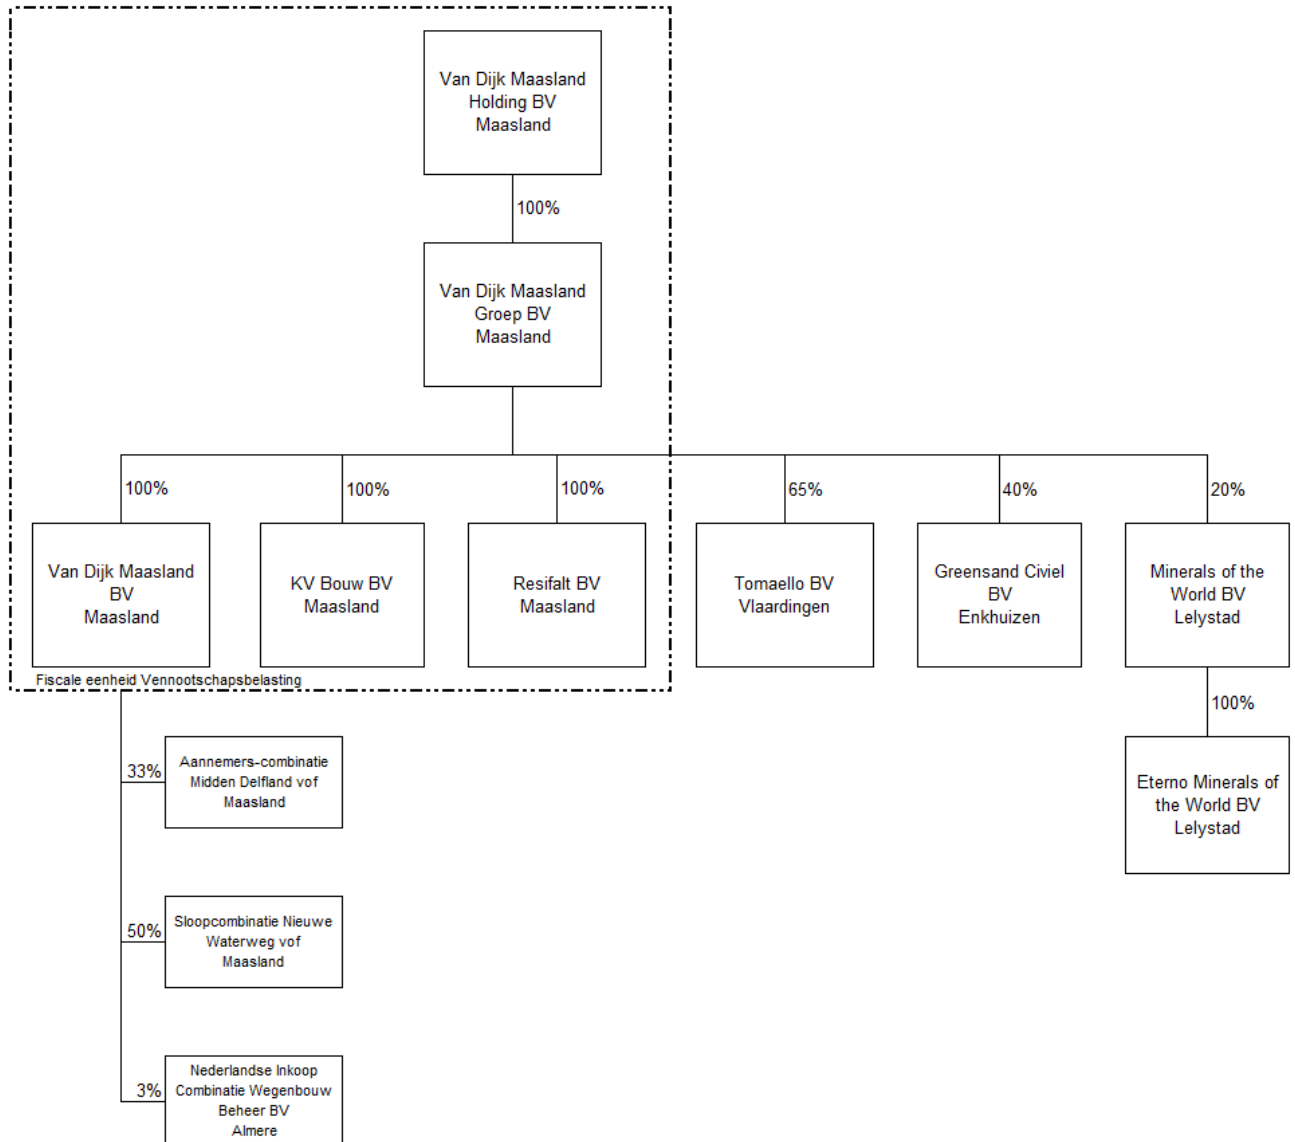 Van Dijk Maasland
Holding BV
Maasland
100%
Van Dijk Maasland
Groep BV
Maasland
100%
100%
100%
65%
40%
20%
Van Dijk Maasland
BV
Maasland
KV Bouw BV
Maasland
Resifalt BV
Maasland
Tomaello BV
Vlaardingen
Greensand Civiel
BV
Enkhuizen
Minerals of the
World BV
Lelystad
Fiscale eenheid Vennootschapsbelasting
100%
Eterno Minerals of
the World BV
Lelystad
33%
Aannemers-combinatie
Midden Delfland vof
Maasland
50%
Sloopcombinatie Nieuwe
Waterweg vof
Maasland
3%
Nederlandse Inkoop
Combinatie Wegenbouw
Beheer BV
Almere